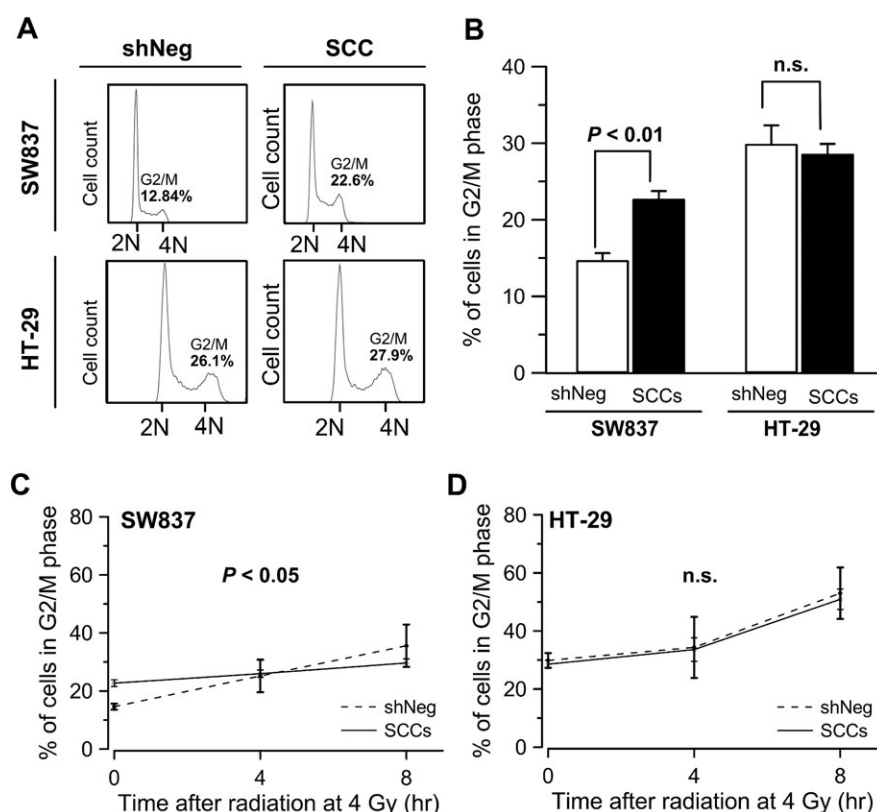 A
shNeg
SCC
SW837
Cell count
G2/M
12.84%
2N
4N
Cell count
G2/M
22.6%
2N
4N
HT-29
Cell count
G2/M
26.1%
2N
4N
Cell count
G2/M
27.9%
2N
4N
B
% of cells in G2/M phase
40
30
20
10
0
P < 0.01
n.s.
shNeg
SCCs
shNeg
SCCs
SW837
HT-29
C
SW837
% of cells in G2/M phase
80
60
40
20
0
P < 0.05
shNeg
SCCs
0
4
8
Time after radiation at 4 Gy (hr)
D
HT-29
% of cells in G2/M phase
80
60
40
20
0
n.s.
shNeg
SCCs
0
4
8
Time after radiation at 4 Gy (hr)